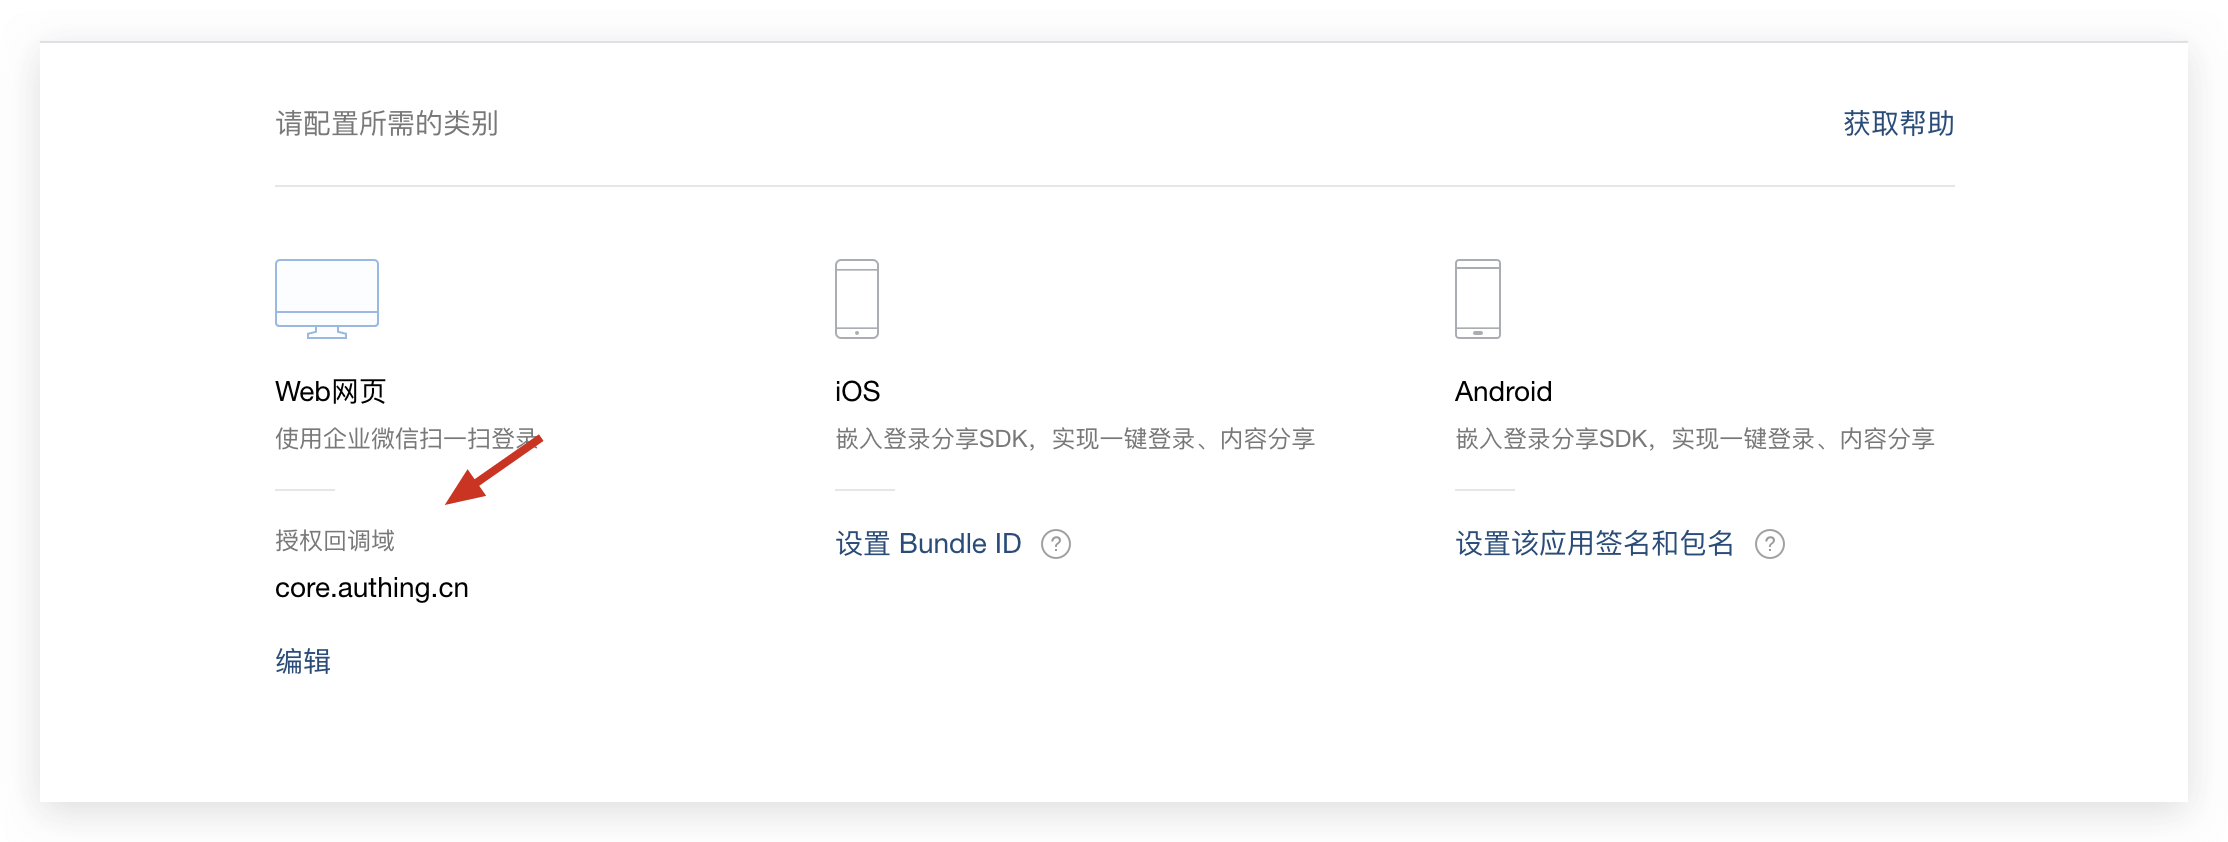 请配置所需的类别
获取帮助
Web网页
使用企业微信扫一扫登录
授权回调域
core.authing.cn
编辑
iOS
嵌入登录分享SDK，实现一键登录、内容分享
设置 Bundle ID ?
Android
嵌入登录分享SDK，实现一键登录、内容分享
设置该应用签名和包名 ?